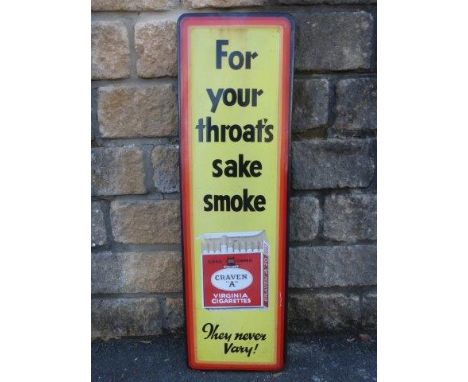 For
your
throat's
sake
smoke
CRAVEN
"A"
VIRGINIA
CIGARETTES
They never
Vary!